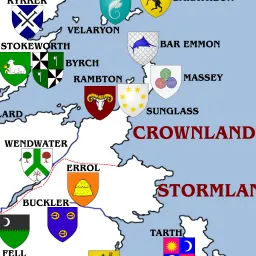 VELARYON
STOKEWORTH
BAR EMMON
BYRCH
RAMBTON
MASSEY
SUNGLASS
CROWNLAND
WENDWATER
ERROL
STORMLAN
BUCKLER
TARTH
FELL